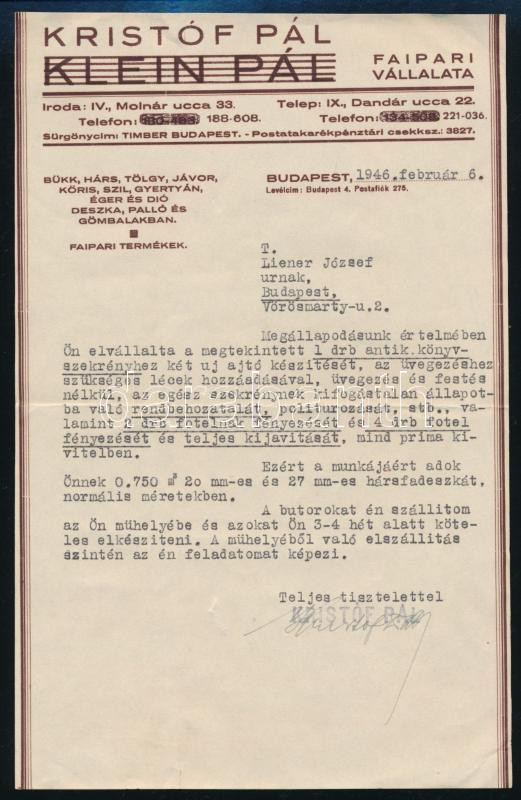 KRISTÓF PÁL
KLEIN PÁL
FAIPARI
VÁLLALATA
Iroda: IV., Molnár ucca 33.
Telep: IX., Dandár ucca 22.
Telefon: 188-608.
Telefon: 134-508 221-036.
Sürgönycim: TIMBER BUDAPEST. - Postatakarékpénztári csekksz.: 3827.
BÜKK, HÁRS, TÖLGY, JÁVOR,
KŐRIS, SZIL, GYERTYÁN,
ÉGER ÉS DIÓ
DESZKA, PALLÓ ÉS
GÖMBALAKBAN.
FAIPARI TERMÉKEK.
BUDAPEST, 1946. február 6.
Levélcim: Budapest 4. Postafiók 275.
T.
Liener József
urnak,
Budapest,
Vörösmarty-u.2.
Megállapodásunk értelmében
Ön elvállalta a megtekintett 1 drb antik könyv-
szekrényhez két uj ajtó készitését, az üvegezéshez
szükséges lécek hozzáadásával, üvegezés és festés
nélkül, az egész szekrénynek kifogástalan állapot-
ba való rendbehozatalát, politurozását, stb., va-
lamint 2 drb fotelnak fényezését és 4 drb fotel
fényezését és teljes kijavitását, mind prima ki-
vitelben.
Ezért a munkájáért adok
Önnek 0.750 m³ 20 mm-es és 27 mm-es hársfadeszkát,
normális méretekben.
A butorokat én szállitom
az Ön mühelyébe és azokat Ön 3-4 hét alatt köte-
les elkésziteni. A mühelyéből való elszállitás
szintén az én feladatomat képezi.
Teljes tisztelettel
KRISTÓF PÁL
Kristóf Pál
darabanth